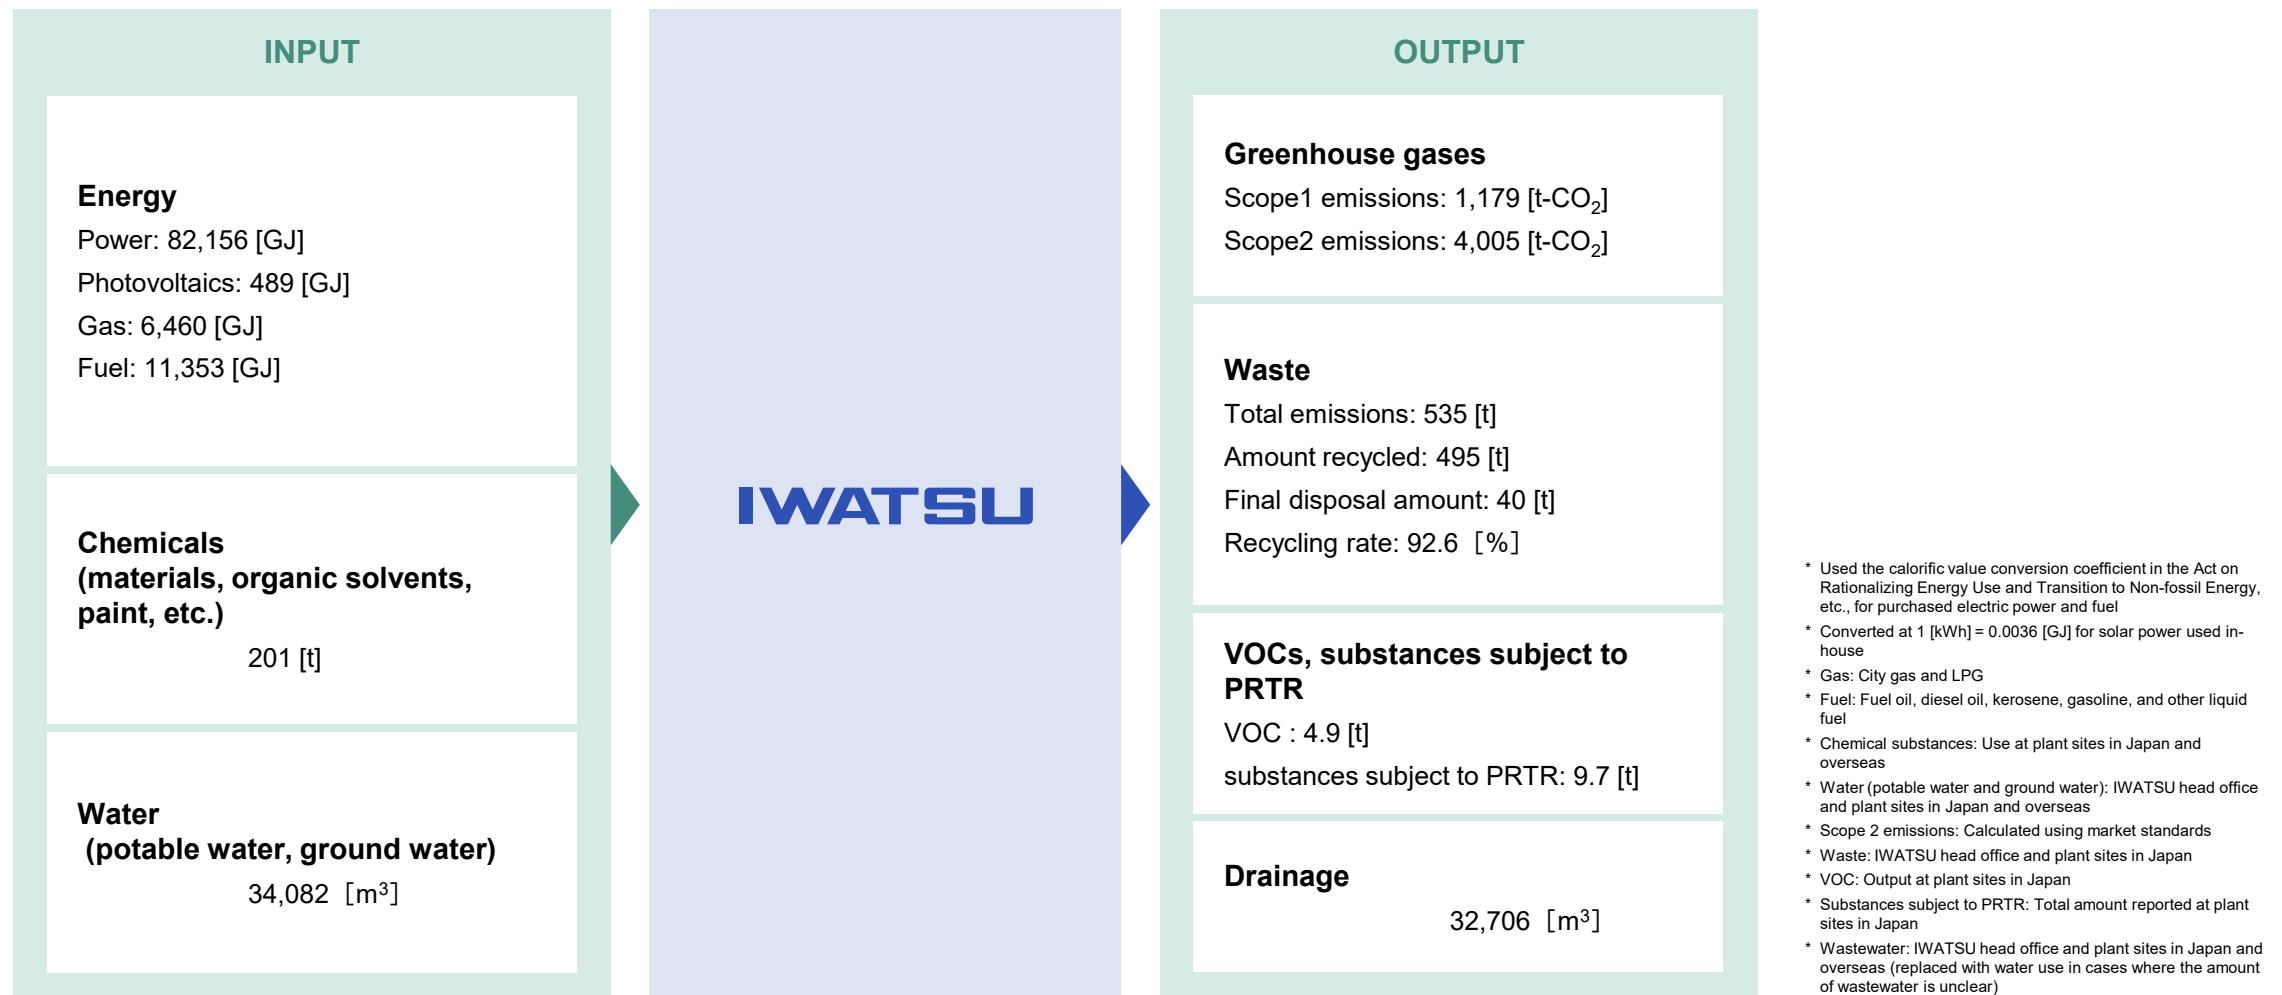 INPUT
Energy
Power: 82,156 [GJ]
Photovoltaics: 489 [GJ]
Gas: 6,460 [GJ]
Fuel: 11,353 [GJ]
Chemicals
(materials, organic solvents,
paint, etc.)
201 [t]
Water
(potable water, ground water)
34,082［m³］
IWATSU
OUTPUT
Greenhouse gases
Scope1 emissions: 1,179 [t-CO₂]
Scope2 emissions: 4,005 [t-CO₂]
Waste
Total emissions: 535 [t]
Amount recycled: 495 [t]
Final disposal amount: 40 [t]
Recycling rate: 92.6［%］
VOCs, substances subject to
PRTR
VOC : 4.9 [t]
substances subject to PRTR: 9.7 [t]
Drainage
32,706［m³］
* Used the calorific value conversion coefficient in the Act on
Rationalizing Energy Use and Transition to Non-fossil Energy,
etc., for purchased electric power and fuel
* Converted at 1 [kWh] = 0.0036 [GJ] for solar power used in-
house
* Gas: City gas and LPG
* Fuel: Fuel oil, diesel oil, kerosene, gasoline, and other liquid
fuel
* Chemical substances: Use at plant sites in Japan and
overseas
* Water (potable water and ground water): IWATSU head office
and plant sites in Japan and overseas
* Scope 2 emissions: Calculated using market standards
* Waste: IWATSU head office and plant sites in Japan
* VOC: Output at plant sites in Japan
* Substances subject to PRTR: Total amount reported at plant
sites in Japan
* Wastewater: IWATSU head office and plant sites in Japan and
overseas (replaced with water use in cases where the amount
of wastewater is unclear)